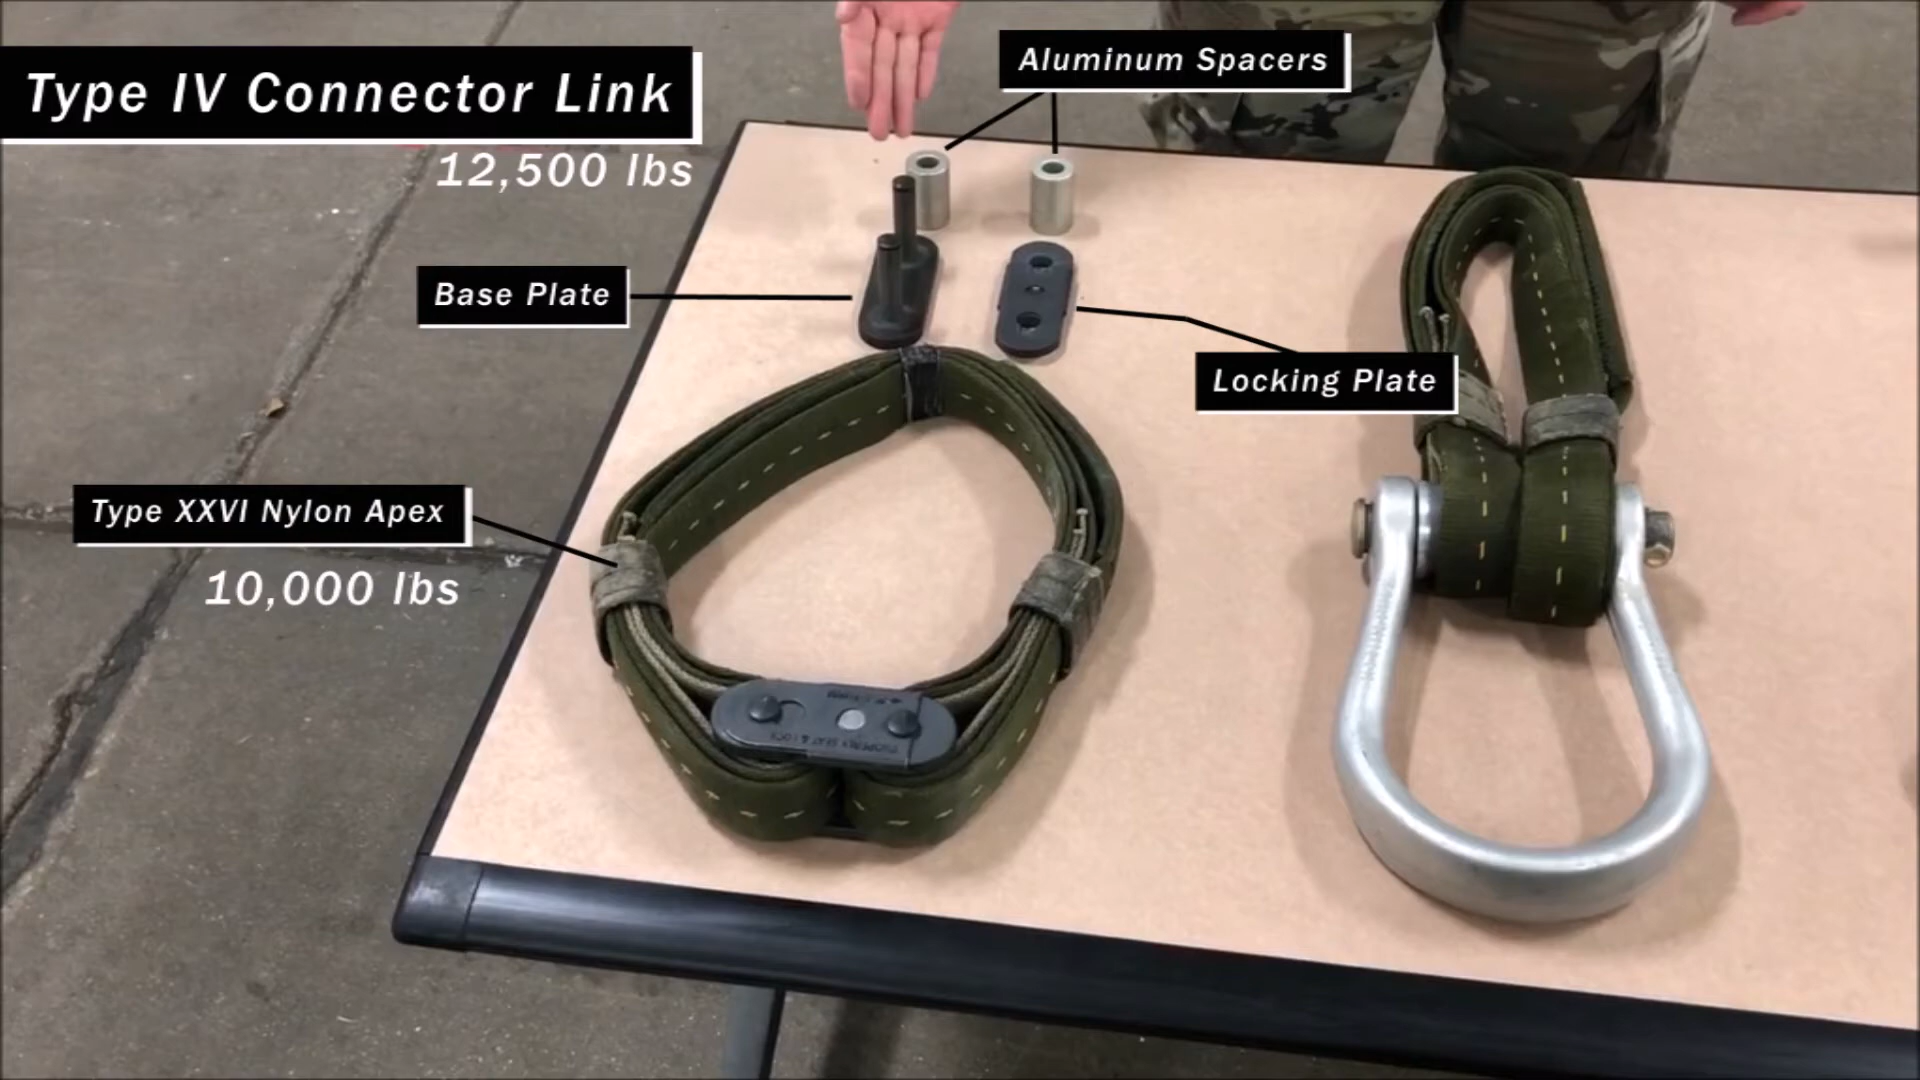 Type IV Connector Link
12,500 lbs
Aluminum Spacers
Base Plate
Locking Plate
Type XXVI Nylon Apex
10,000 lbs